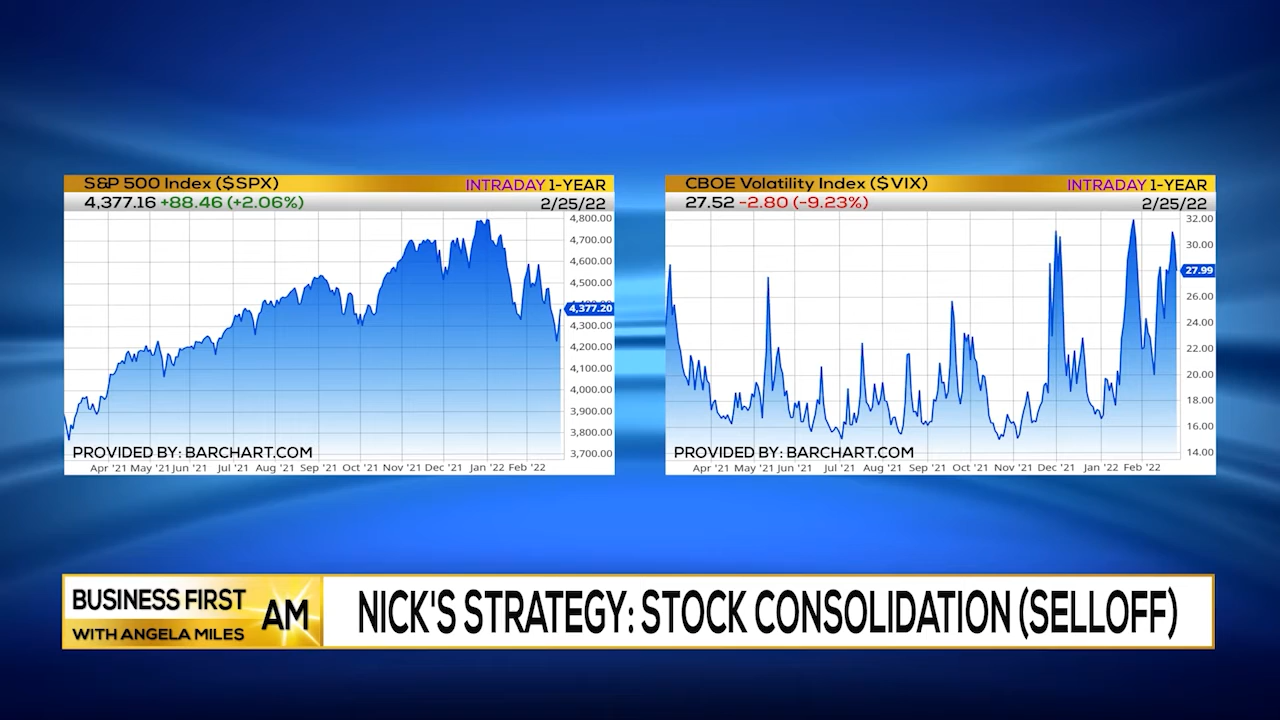 S&P 500 Index ($SPX) INTRADAY 1-YEAR
4,377.16 +88.46 (+2.06%) 2/25/22
4,800.00
4,700.00
4,600.00
4,500.00
4,400.00
4,377.20
4,300.00
4,200.00
4,100.00
4,000.00
3,900.00
3,800.00
3,700.00
PROVIDED BY: BARCHART.COM
Apr '21 May '21 Jun '21 Jul '21 Aug '21 Sep '21 Oct '21 Nov '21 Dec '21 Jan '22 Feb '22
CBOE Volatility Index ($VIX) INTRADAY 1-YEAR
27.52 -2.80 (-9.23%) 2/25/22
32.00
30.00
27.99
26.00
24.00
22.00
20.00
18.00
16.00
14.00
PROVIDED BY: BARCHART.COM
Apr '21 May '21 Jun '21 Jul '21 Aug '21 Sep '21 Oct '21 Nov '21 Dec '21 Jan '22 Feb '22
BUSINESS FIRST
AM
WITH ANGELA MILES
NICK'S STRATEGY: STOCK CONSOLIDATION (SELLOFF)